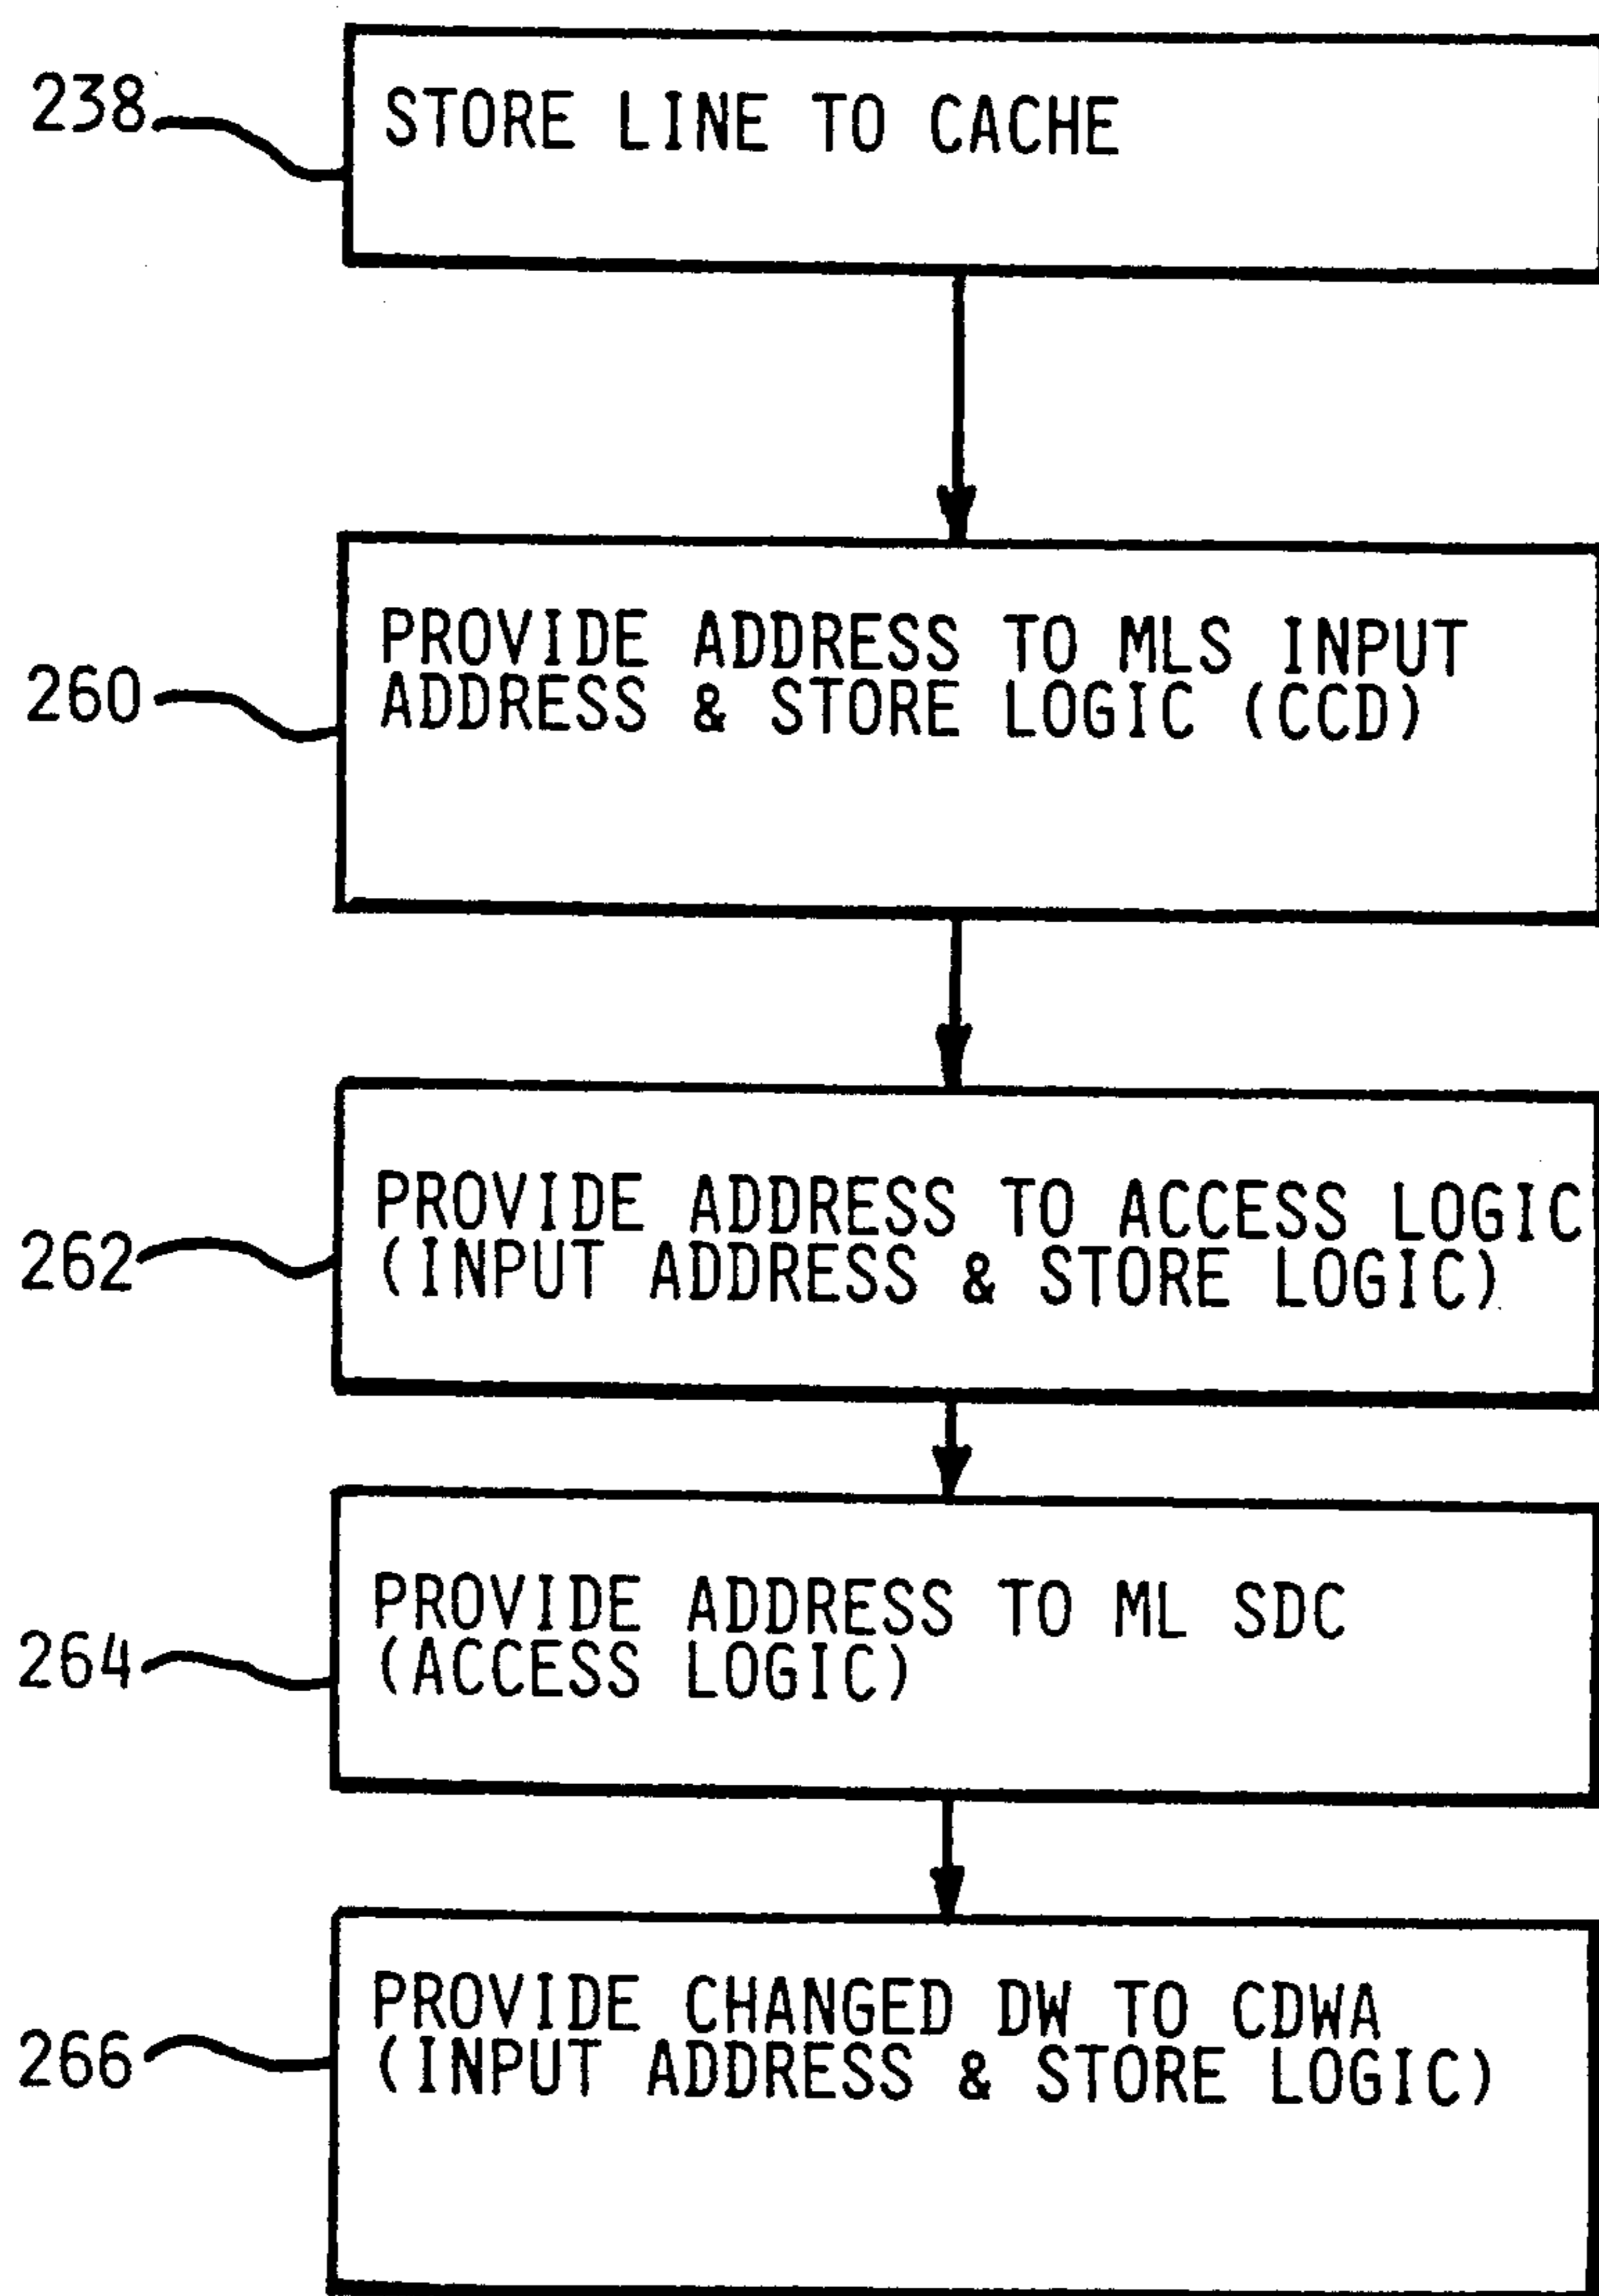 238
STORE LINE TO CACHE
260
PROVIDE ADDRESS TO MLS INPUT
ADDRESS & STORE LOGIC (CCD)
262
PROVIDE ADDRESS TO ACCESS LOGIC
(INPUT ADDRESS & STORE LOGIC)
264
PROVIDE ADDRESS TO ML SDC
(ACCESS LOGIC)
266
PROVIDE CHANGED DW TO CDWA
(INPUT ADDRESS & STORE LOGIC)